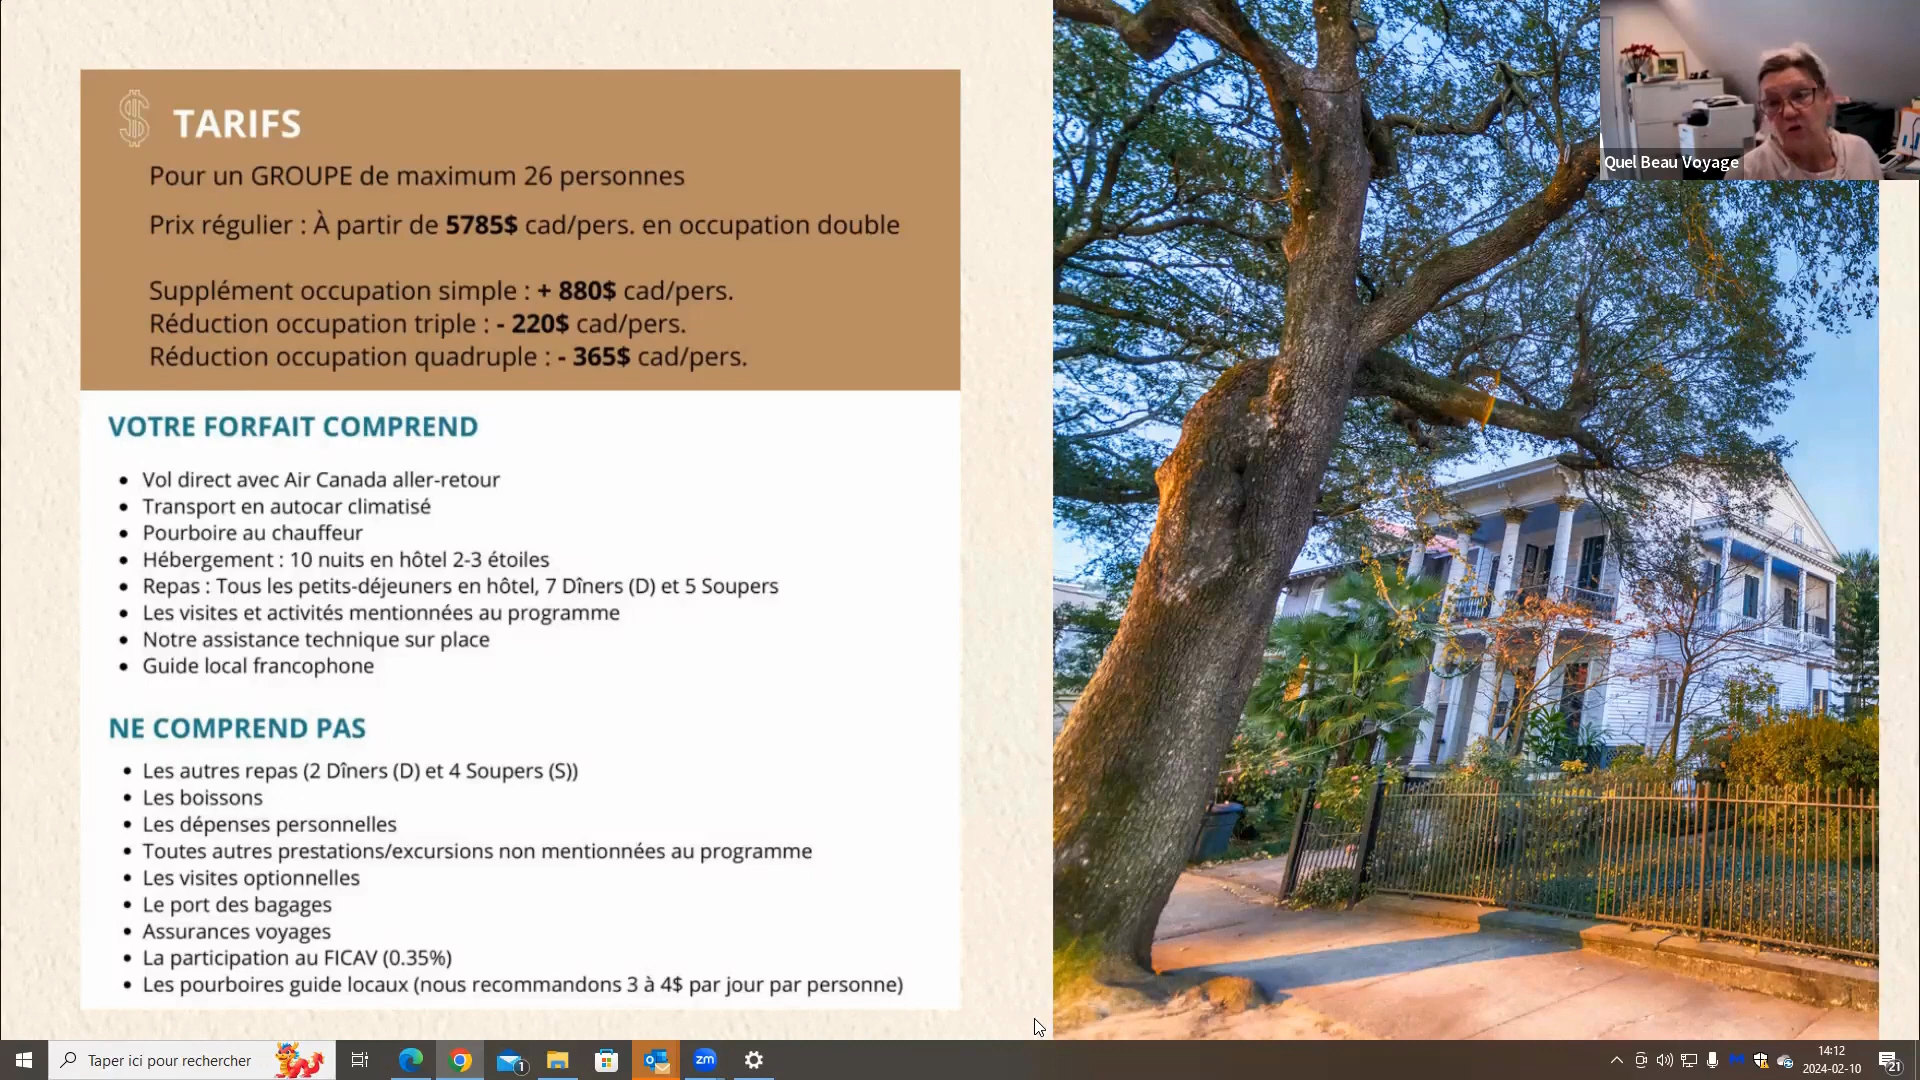 $ TARIFS
Pour un GROUPE de maximum 26 personnes
Prix régulier : À partir de 5785$ cad/pers. en occupation double
Supplément occupation simple : + 880$ cad/pers.
Réduction occupation triple : - 220$ cad/pers.
Réduction occupation quadruple : - 365$ cad/pers.
VOTRE FORFAIT COMPREND
• Vol direct avec Air Canada aller-retour
• Transport en autocar climatisé
• Pourboire au chauffeur
• Hébergement : 10 nuits en hôtel 2-3 étoiles
• Repas : Tous les petits-déjeuners en hôtel, 7 Dîners (D) et 5 Soupers
• Les visites et activités mentionnées au programme
• Notre assistance technique sur place
• Guide local francophone
NE COMPREND PAS
• Les autres repas (2 Dîners (D) et 4 Soupers (S))
• Les boissons
• Les dépenses personnelles
• Toutes autres prestations/excursions non mentionnées au programme
• Les visites optionnelles
• Le port des bagages
• Assurances voyages
• La participation au FICAV (0.35%)
• Les pourboires guide locaux (nous recommandons 3 à 4$ par jour par personne)
Quel Beau Voyage
Taper ici pour rechercher
1
zm
14:12
2024-02-10
21